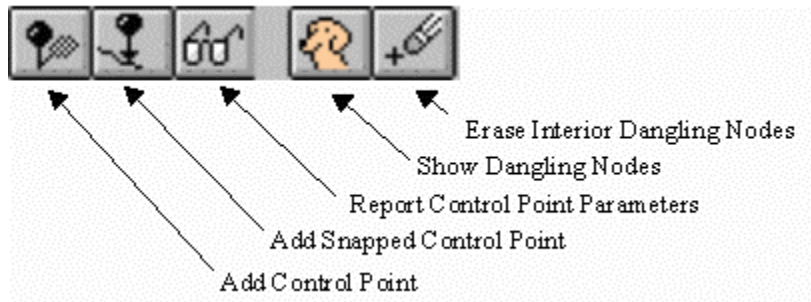 Erase Interior Dangling Nodes
Show Dangling Nodes
Report Control Point Parameters
Add Snapped Control Point
Add Control Point